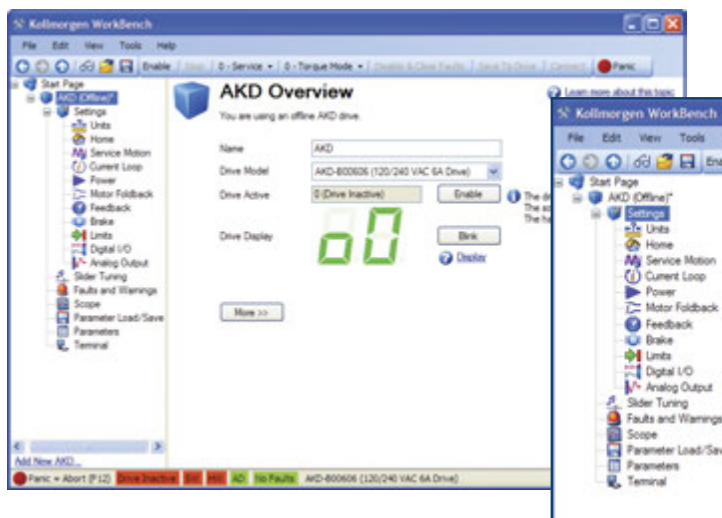 Kollmorgen WorkBench
File Edit View Tools Help
Enable Stop 0 - Service 0 - Torque Mode Disable & Clear Faults Save To Drive Connect Panic
Start Page
AKD (Offline)*
Settings
Units
Home
Service Motion
Current Loop
Power
Motor Foldback
Feedback
Brake
Limits
Digital I/O
Analog Output
Slider Tuning
Faults and Warnings
Scope
Parameter Load/Save
Parameters
Terminal
Add New AKD...
AKD Overview
Learn more about this topic
You are using an offline AKD drive.
Name AKD
Drive Model AKD-B00606 (120/240 VAC 6A Drive)
Drive Active 0 (Drive Inactive) Enable
The
The
The
Drive Display o0 Blink
Display
More >>
Panic = Abort (F12) Drive Inactive SW HW AD No Faults AKD-B00606 (120/240 VAC 6A Drive)
Kollmorgen WorkBench
File Edit View Tools
Start Page
AKD (Offline)*
Settings
Units
Home
Service Motion
Current Loop
Power
Motor Foldback
Feedback
Brake
Limits
Digital I/O
Analog Output
Slider Tuning
Faults and Warnings
Scope
Parameter Load/Sav
Parameters
Terminal